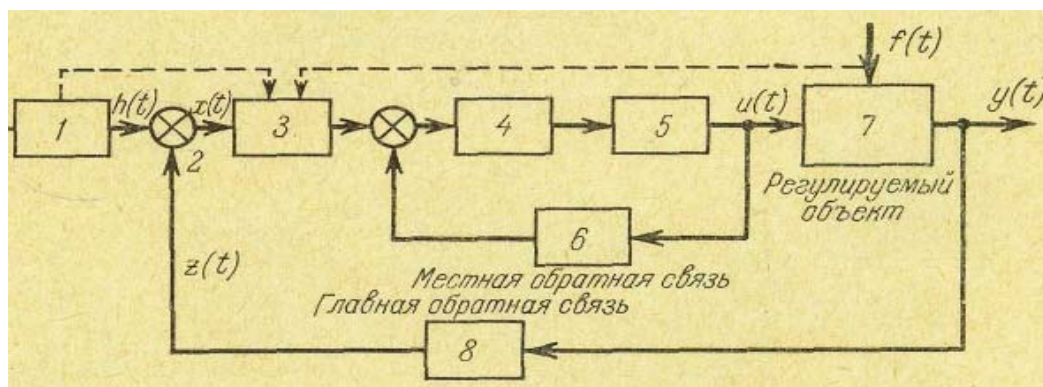 f(t)
1
h(t)
2
x(t)
3
4
5
u(t)
7
y(t)
Регулируемый
объект
6
Местная обратная связь
z(t)
Главная обратная связь
8